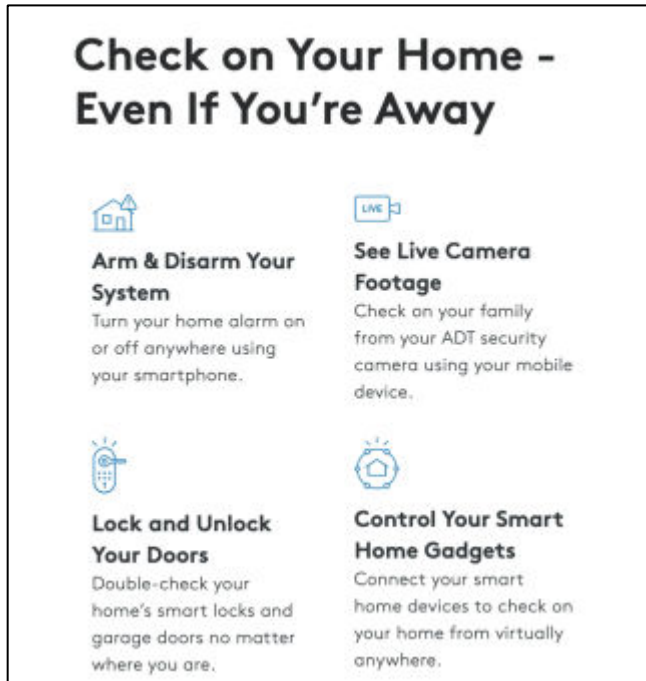 Check on Your Home -
Even If You're Away
Arm & Disarm Your
System
Turn your home alarm on
or off anywhere using
your smartphone.
LIVE
See Live Camera
Footage
Check on your family
from your ADT security
camera using your mobile
device.
Lock and Unlock
Your Doors
Double-check your
home's smart locks and
garage doors no matter
where you are.
Control Your Smart
Home Gadgets
Connect your smart
home devices to check on
your home from virtually
anywhere.